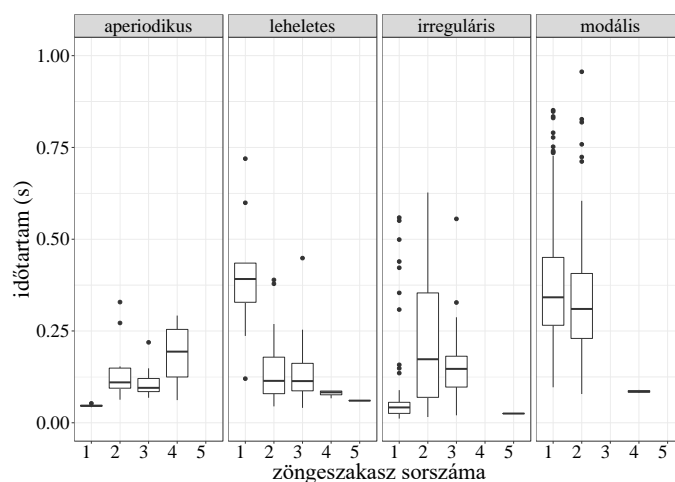 aperiodikus leheletes irreguláris modális
1.00
0.75
0.50
0.25
0.00
időtartam (s)
1 2 3 4 5 1 2 3 4 5 1 2 3 4 5 1 2 3 4 5
zöngeszakasz sorszáma